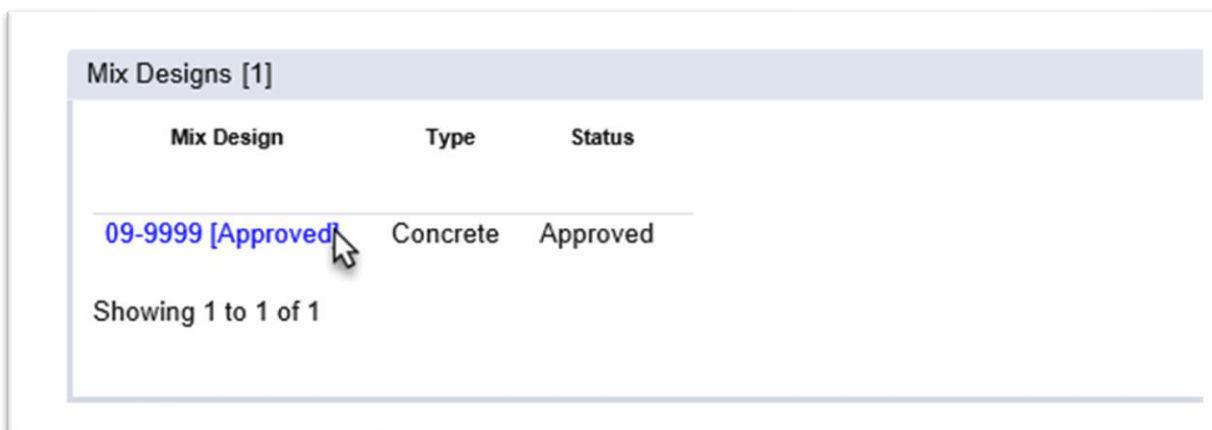 Mix Designs [1]
Mix Design Type Status
09-9999 [Approved] Concrete Approved
Showing 1 to 1 of 1